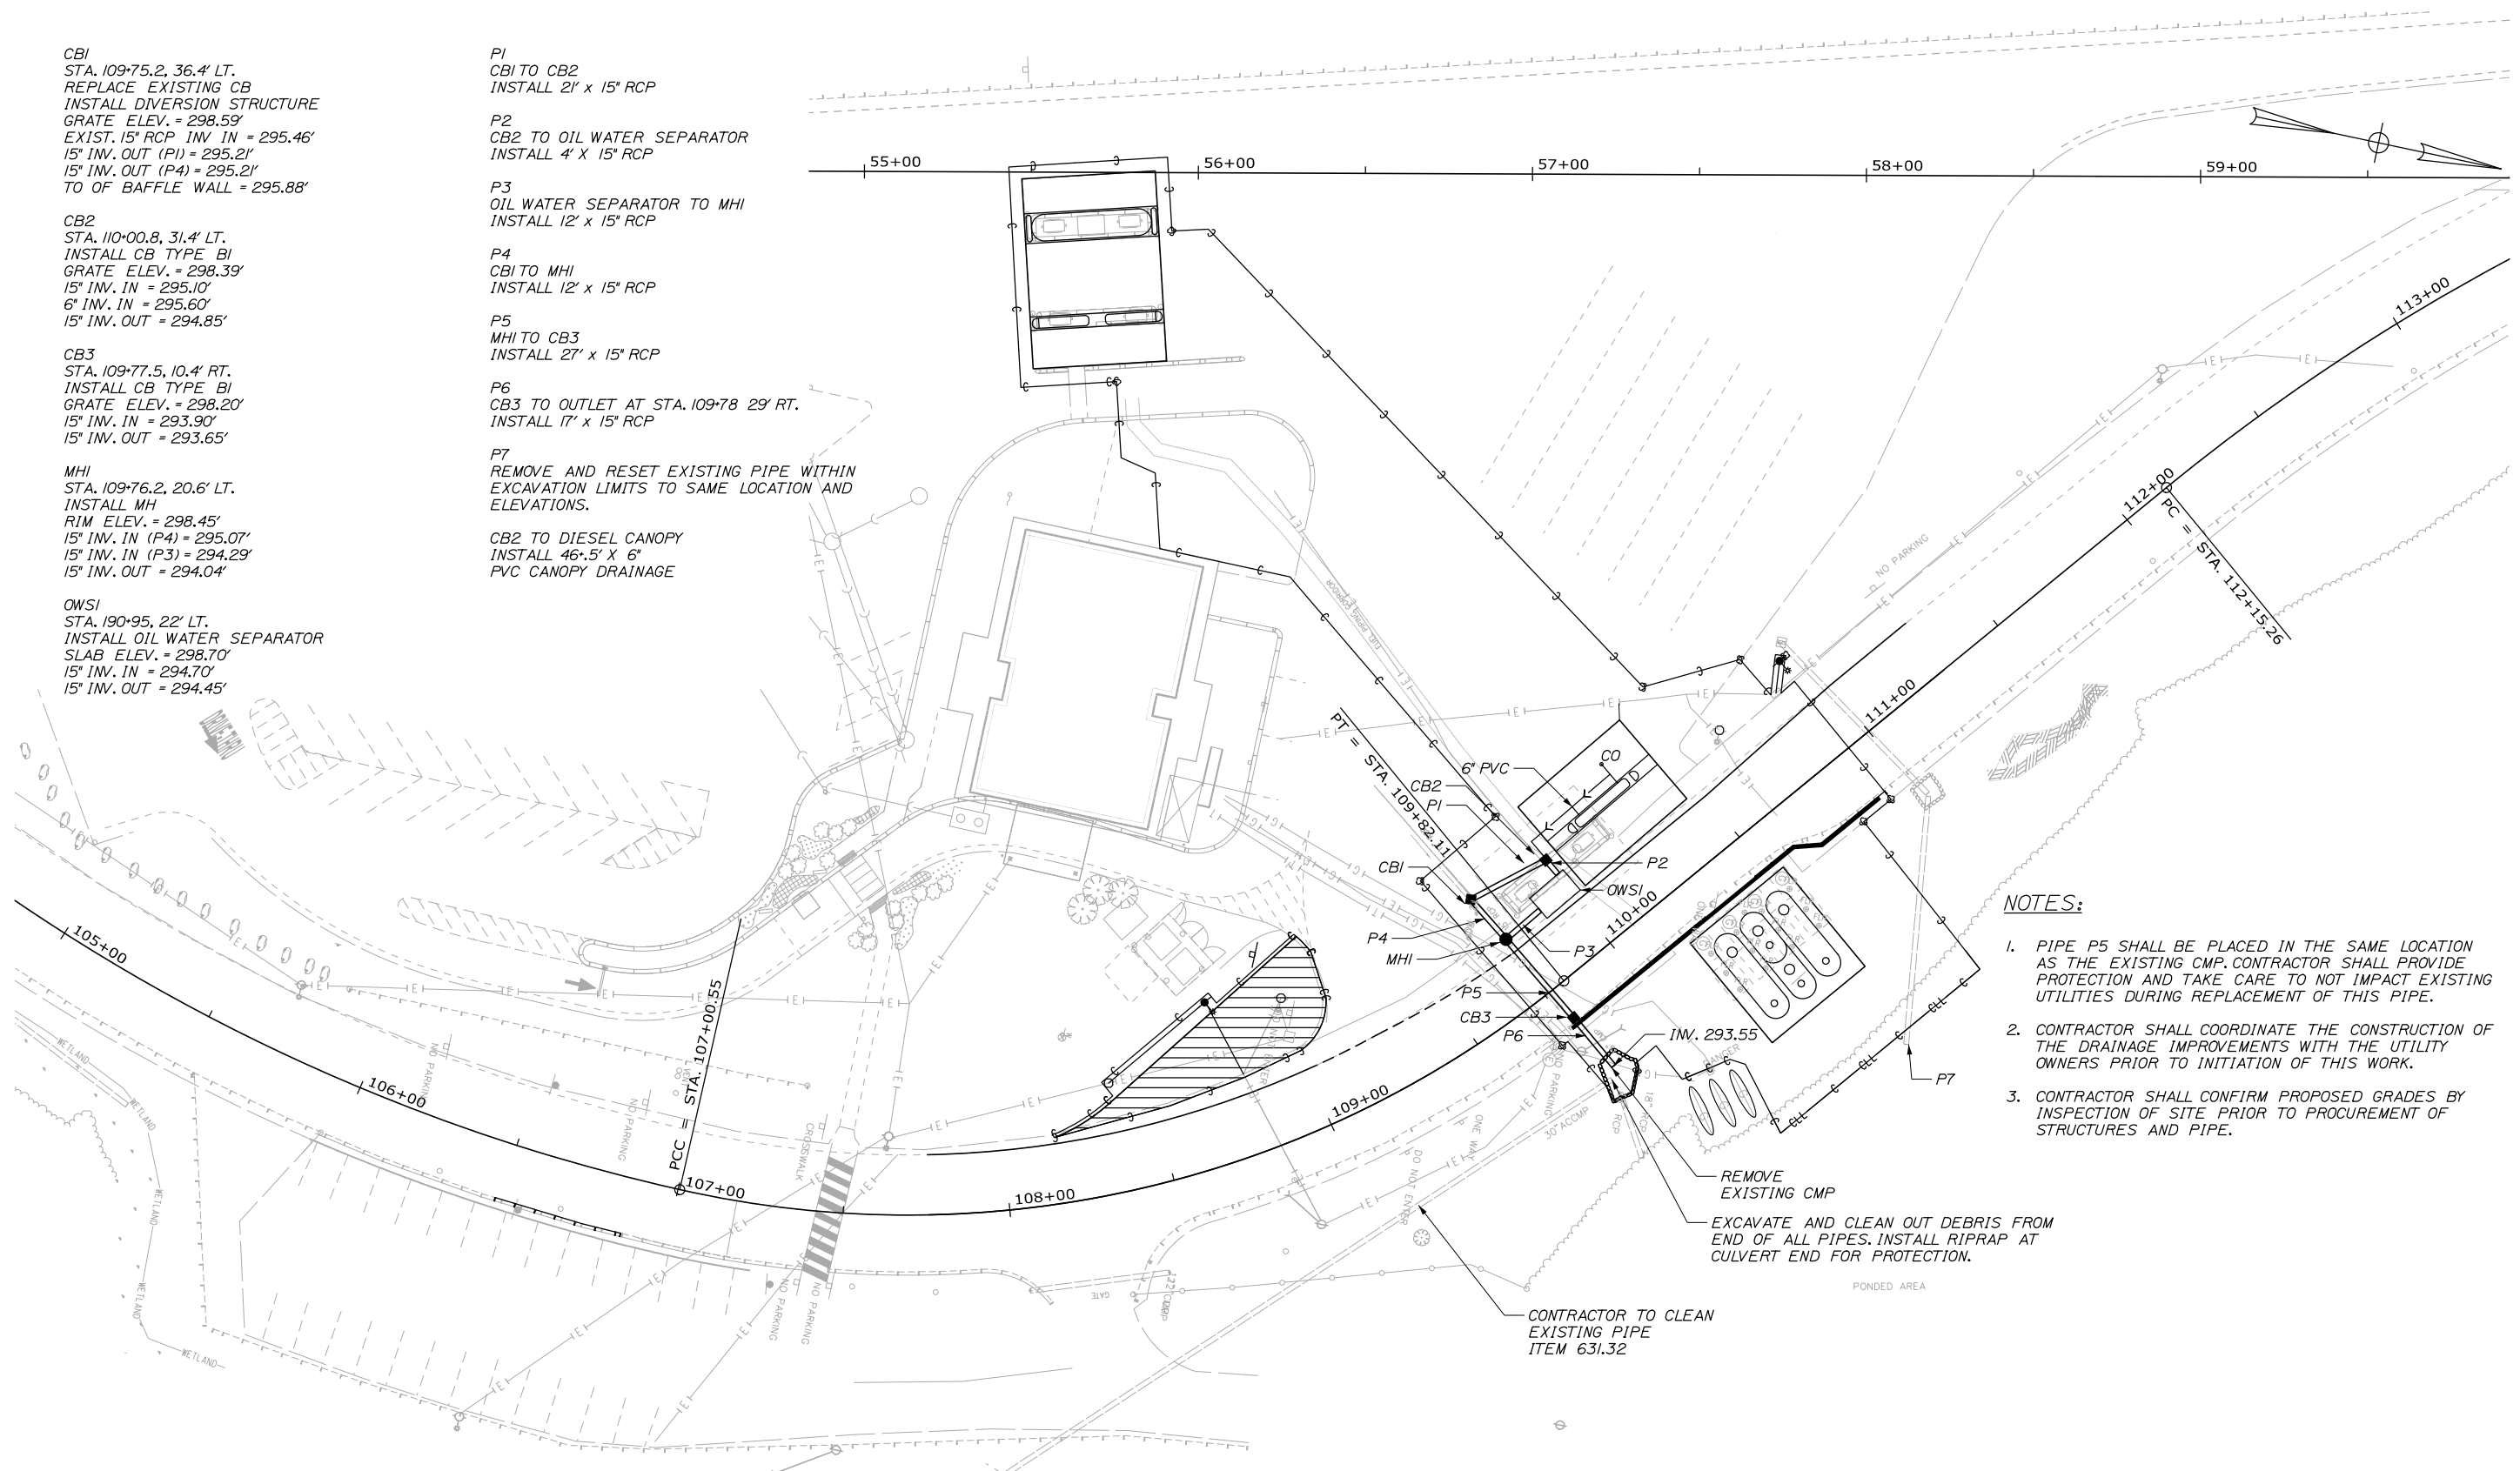 CB1
STA. 109+75.2, 36.4' LT.
REPLACE EXISTING CB
INSTALL DIVERSION STRUCTURE
GRATE ELEV. = 298.59'
EXIST. 15" RCP INV IN = 295.46'
15" INV. OUT (P1) = 295.21'
15" INV. OUT (P4) = 295.21'
TO OF BAFFLE WALL = 295.88'
CB2
STA. 110+00.8, 31.4' LT.
INSTALL CB TYPE B1
GRATE ELEV. = 298.39'
15" INV. IN = 295.10'
6" INV. IN = 295.60'
15" INV. OUT = 294.85'
CB3
STA. 109+77.5, 10.4' RT.
INSTALL CB TYPE B1
GRATE ELEV. = 298.20'
15" INV. IN = 293.90'
15" INV. OUT = 293.65'
MH1
STA. 109+76.2, 20.6' LT.
INSTALL MH
RIM ELEV. = 298.45'
15" INV. IN (P4) = 295.07'
15" INV. IN (P3) = 294.29'
15" INV. OUT = 294.04'
OWS1
STA. 190+95, 22' LT.
INSTALL OIL WATER SEPARATOR
SLAB ELEV. = 298.70'
15" INV. IN = 294.70'
15" INV. OUT = 294.45'
P1
CB1 TO CB2
INSTALL 21' x 15" RCP
P2
CB2 TO OIL WATER SEPARATOR
INSTALL 4' X 15" RCP
P3
OIL WATER SEPARATOR TO MH1
INSTALL 12' x 15" RCP
P4
CB1 TO MH1
INSTALL 12' x 15" RCP
P5
MH1 TO CB3
INSTALL 27' x 15" RCP
P6
CB3 TO OUTLET AT STA. 109+78 29' RT.
INSTALL 17' x 15" RCP
P7
REMOVE AND RESET EXISTING PIPE WITHIN
EXCAVATION LIMITS TO SAME LOCATION AND
ELEVATIONS.
CB2 TO DIESEL CANOPY
INSTALL 46+.5' X 6"
PVC CANOPY DRAINAGE
55+00
56+00
57+00
58+00
59+00
113+00
112+00
PC = STA. 112+15.26
NO PARKING
111+00
FUEL PIPING CORRIDOR
PT = STA. 109+82.11
CO
6" PVC
CB2
P1
CB1
P2
OWS1
110+00
P4
P3
MH1
P5
CB3
P6
INV. 293.55
P7
105+00
106+00
PCC = STA. 107+00.55
107+00
108+00
109+00
WETLAND
WETLAND
WETLAND
WETLAND
WETLAND
NO PARKING
NO PARKING
CROSSWALK
NO PARKING
NO PARKING
VENT
GATE
DO NOT ENTER
ONE WAY
NO PARKING
30" ACCMP
18" RCP
RCP
DANGER
REMOVE
EXISTING CMP
EXCAVATE AND CLEAN OUT DEBRIS FROM
END OF ALL PIPES. INSTALL RIPRAP AT
CULVERT END FOR PROTECTION.
PONDED AREA
CONTRACTOR TO CLEAN
EXISTING PIPE
ITEM 631.32
NOTES:
1. PIPE P5 SHALL BE PLACED IN THE SAME LOCATION
AS THE EXISTING CMP. CONTRACTOR SHALL PROVIDE
PROTECTION AND TAKE CARE TO NOT IMPACT EXISTING
UTILITIES DURING REPLACEMENT OF THIS PIPE.
2. CONTRACTOR SHALL COORDINATE THE CONSTRUCTION OF
THE DRAINAGE IMPROVEMENTS WITH THE UTILITY
OWNERS PRIOR TO INITIATION OF THIS WORK.
3. CONTRACTOR SHALL CONFIRM PROPOSED GRADES BY
INSPECTION OF SITE PRIOR TO PROCUREMENT OF
STRUCTURES AND PIPE.